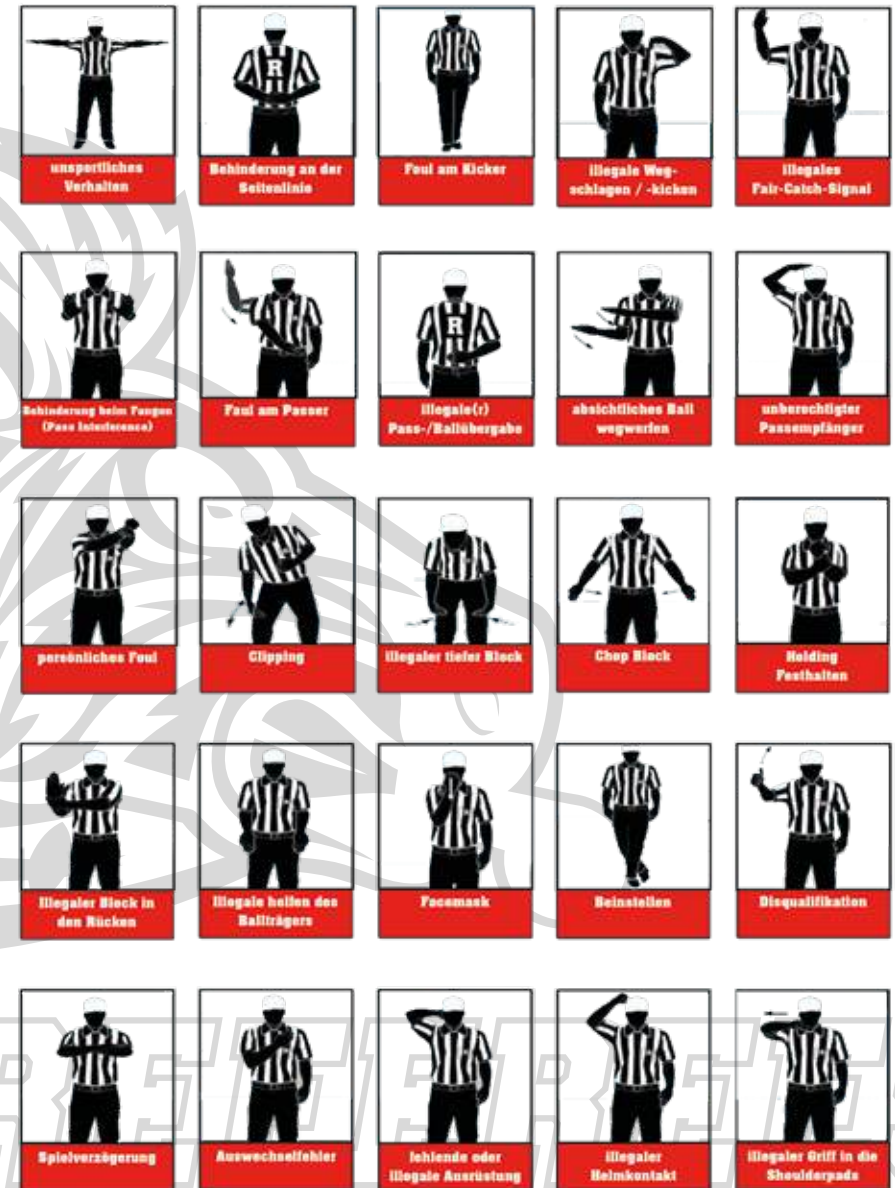 unsportliches
Verhalten
R
Behinderung an der
Seitenlinie
Foul am Kicker
illegale Weg-
schlagen / -kicken
illegales
Fair-Catch-Signal
Behinderung beim Fangen
(Pass Interference)
Foul am Passer
R
illegale(r)
Pass-/Ballübergabe
absichtliches Ball
wegwerfen
unberechtigter
Passempfänger
persönliches Foul
Clipping
illegaler tiefer Block
Chop Block
Holding
Festhalten
Illegaler Block in
den Rücken
Illegale helfen des
Ballträgers
Facemask
Beinstellen
Disqualifikation
Spielverzögerung
Auswechselfehler
fehlende oder
illegale Ausrüstung
illegaler
Helmkontakt
illegaler Griff in die
Shoulderpads